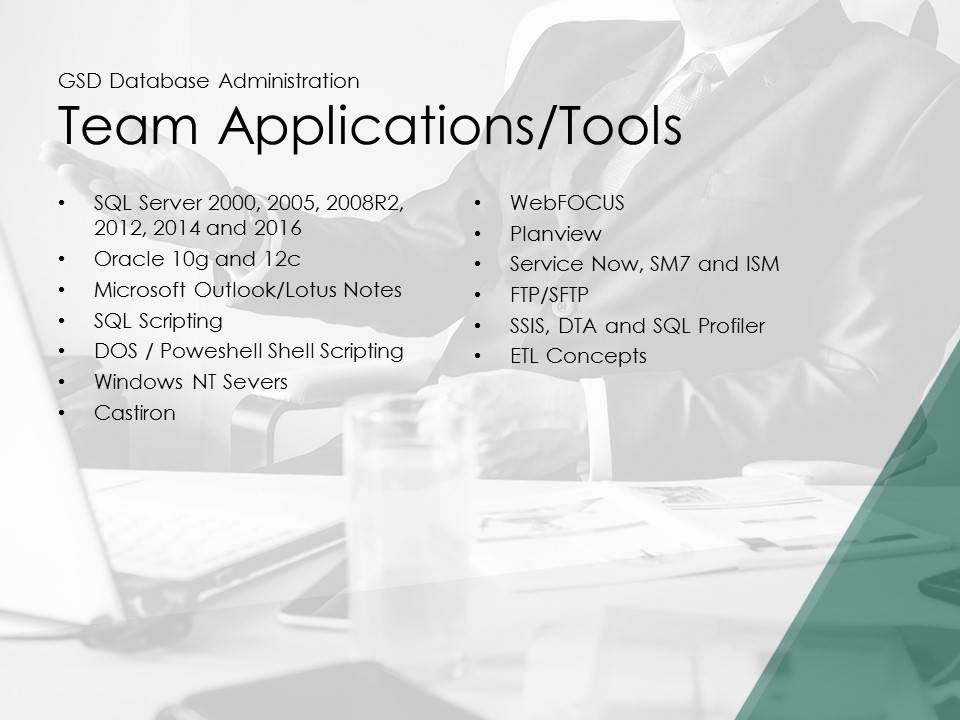 GSD Database Administration
Team Applications/Tools
• SQL Server 2000, 2005, 2008R2,
2012, 2014 and 2016
• Oracle 10g and 12c
• Microsoft Outlook/Lotus Notes
• SQL Scripting
• DOS / Poweshell Shell Scripting
• Windows NT Severs
• Castiron
• WebFOCUS
• Planview
• Service Now, SM7 and ISM
• FTP/SFTP
• SSIS, DTA and SQL Profiler
• ETL Concepts